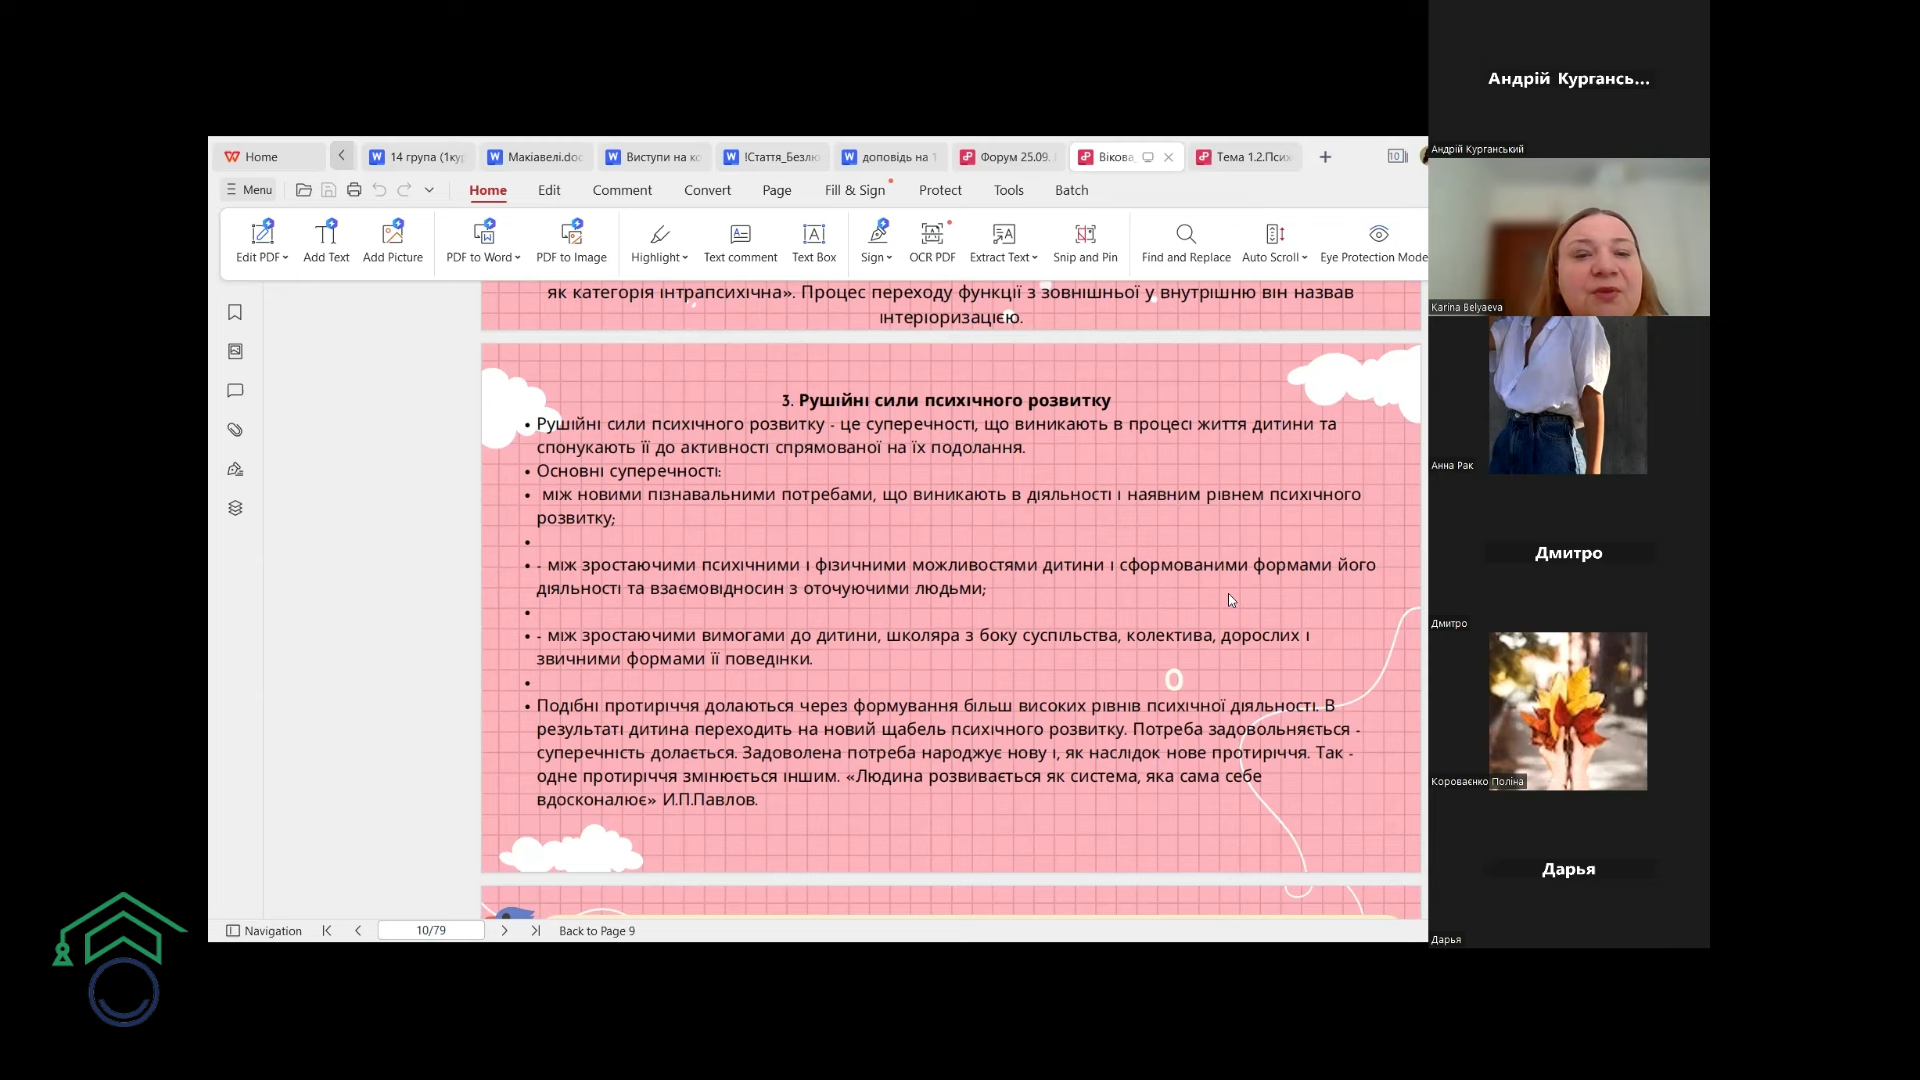 Home
14 група (1ку
Макіавелі.doc
Виступи на ко
!Стаття_Безлю
доповідь на 1
Форум 25.09.
Вікова
Тема 1.2.Псих
Menu
Home
Edit
Comment
Convert
Page
Fill & Sign
Protect
Tools
Batch
Edit PDF
Add Text
Add Picture
PDF to Word
PDF to Image
Highlight
Text comment
Text Box
Sign
OCR PDF
Extract Text
Snip and Pin
Find and Replace
Auto Scroll
Eye Protection Mode
як категорія інтрапсихічна». Процес переходу функції з зовнішньої у внутрішню він назвав
інтеріоризацією.
3. Рушійні сили психічного розвитку
• Рушійні сили психічного розвитку - це суперечності, що виникають в процесі життя дитини та
спонукають її до активності спрямованої на їх подолання.
• Основні суперечності:
• між новими пізнавальними потребами, що виникають в діяльності і наявним рівнем психічного
розвитку;
•
• - між зростаючими психічними і фізичними можливостями дитини і сформованими формами його
діяльності та взаємовідносин з оточуючими людьми;
•
• - між зростаючими вимогами до дитини, школяра з боку суспільства, колектива, дорослих і
звичними формами її поведінки.
•
• Подібні протиріччя долаються через формування більш високих рівнів психічної діяльності. В
результаті дитина переходить на новий щабель психічного розвитку. Потреба задовольняється -
суперечність долається. Задоволена потреба народжує нову і, як наслідок нове протиріччя. Так -
одне протиріччя змінюється іншим. «Людина розвивається як система, яка сама себе
вдосконалює» И.П.Павлов.
Navigation
10/79
Back to Page 9
Андрій Кургансь...
Андрій Курганський
Karina Belyaeva
Анна Рак
Дмитро
Дмитро
Короваєнко Поліна
Дарья
Дарья